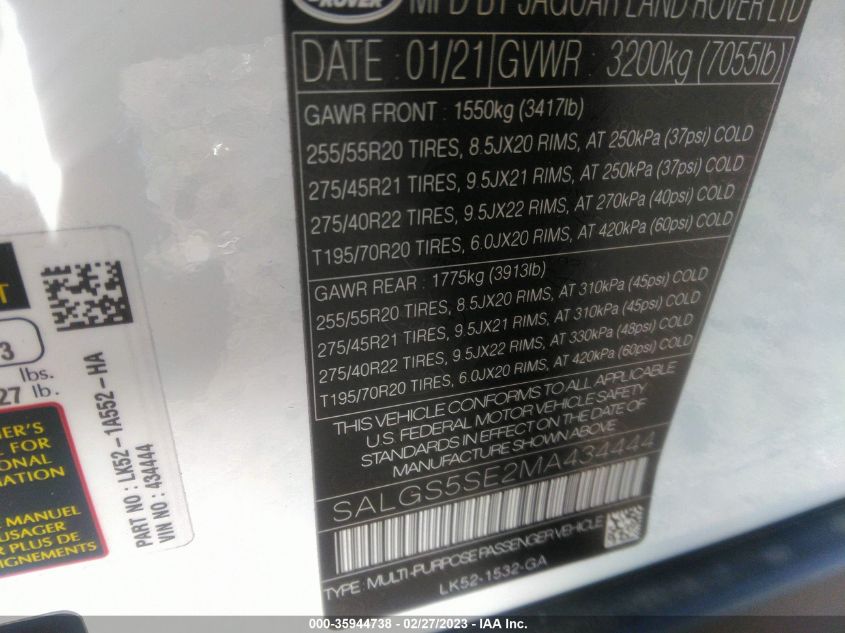 ROVER
MFD BY JAGUAR LAND ROVER LTD
DATE : 01/21 GVWR : 3200kg (7055lb)
GAWR FRONT : 1550kg (3417lb)
255/55R20 TIRES, 8.5JX20 RIMS, AT 250kPa (37psi) COLD
275/45R21 TIRES, 9.5JX21 RIMS, AT 250kPa (37psi) COLD
275/40R22 TIRES, 9.5JX22 RIMS, AT 270kPa (40psi) COLD
T195/70R20 TIRES, 6.0JX20 RIMS, AT 420kPa (60psi) COLD
GAWR REAR : 1775kg (3913lb)
255/55R20 TIRES, 8.5JX20 RIMS, AT 310kPa (45psi) COLD
275/45R21 TIRES, 9.5JX21 RIMS, AT 310kPa (45psi) COLD
275/40R22 TIRES, 9.5JX22 RIMS, AT 330kPa (48psi) COLD
T195/70R20 TIRES, 6.0JX20 RIMS, AT 420kPa (60psi) COLD
THIS VEHICLE CONFORMS TO ALL APPLICABLE
U.S. FEDERAL MOTOR VEHICLE SAFETY
STANDARDS IN EFFECT ON THE DATE OF
MANUFACTURE SHOWN ABOVE
SALGS5SE2MA434444
TYPE: MULTI-PURPOSE PASSENGER VEHICLE
LK52-1532-GA
3
lbs.
27 lb.
PART NO : LK52-1A552-HA
VIN NO : 434444
FOR
MANUEL
USAGER
PLUS DE
000-35944738 - 02/27/2023 - IAA Inc.